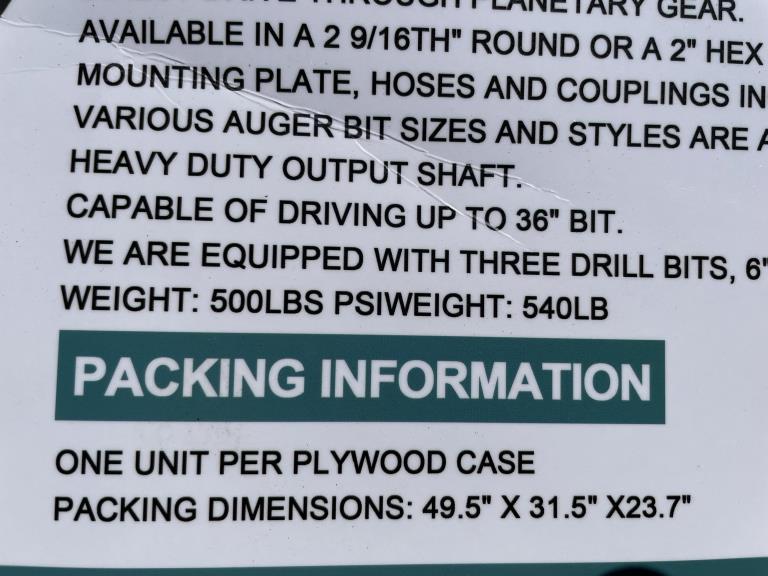 THROUGH PLANETARY GEAR.
AVAILABLE IN A 2 9/16TH" ROUND OR A 2" HEX
MOUNTING PLATE, HOSES AND COUPLINGS IN
VARIOUS AUGER BIT SIZES AND STYLES ARE A
HEAVY DUTY OUTPUT SHAFT.
CAPABLE OF DRIVING UP TO 36" BIT.
WE ARE EQUIPPED WITH THREE DRILL BITS, 6"
WEIGHT: 500LBS PSIWEIGHT: 540LB
PACKING INFORMATION
ONE UNIT PER PLYWOOD CASE
PACKING DIMENSIONS: 49.5" X 31.5" X23.7"